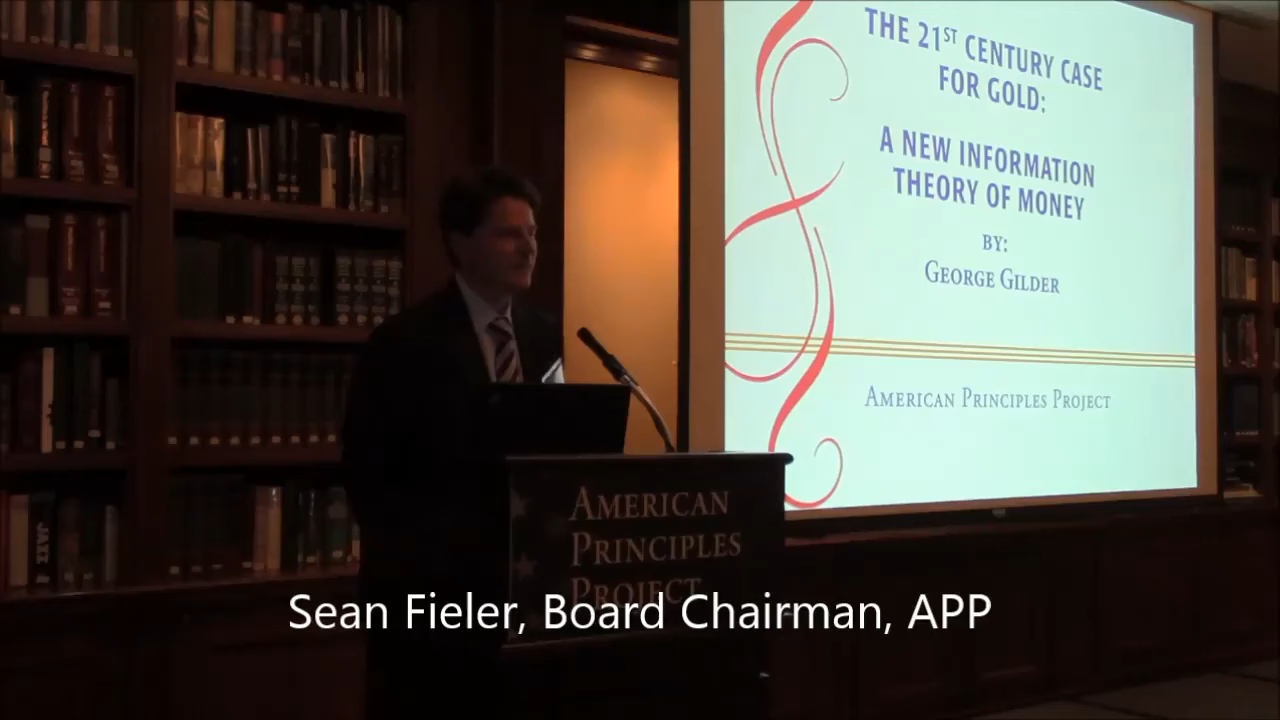 THE 21ST CENTURY CASE
FOR GOLD:
A NEW INFORMATION
THEORY OF MONEY
BY:
GEORGE GILDER
AMERICAN PRINCIPLES PROJECT
AMERICAN
PRINCIPLES
PROJECT
Sean Fieler, Board Chairman, APP
JAZZ